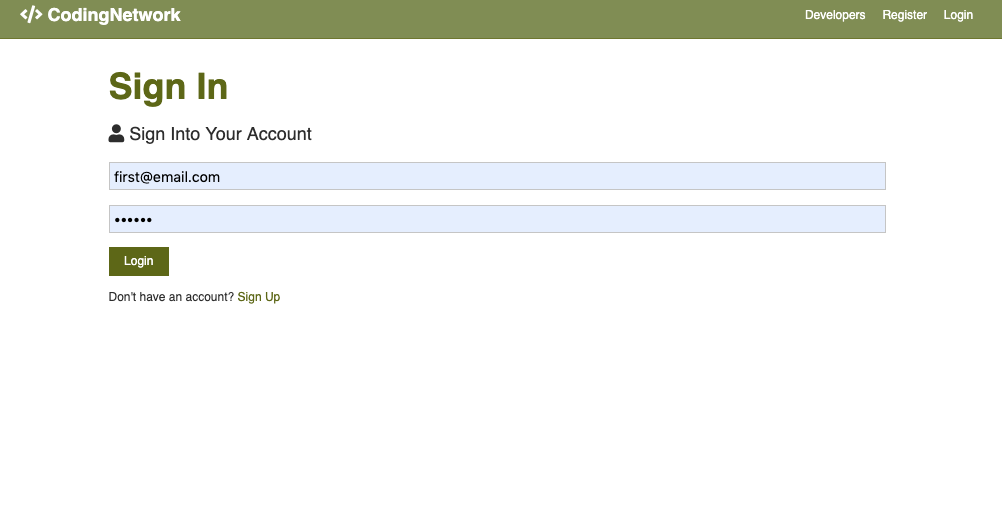 </> CodingNetwork
Developers Register Login
Sign In
Sign Into Your Account
first@email.com
••••••
Login
Don't have an account? Sign Up